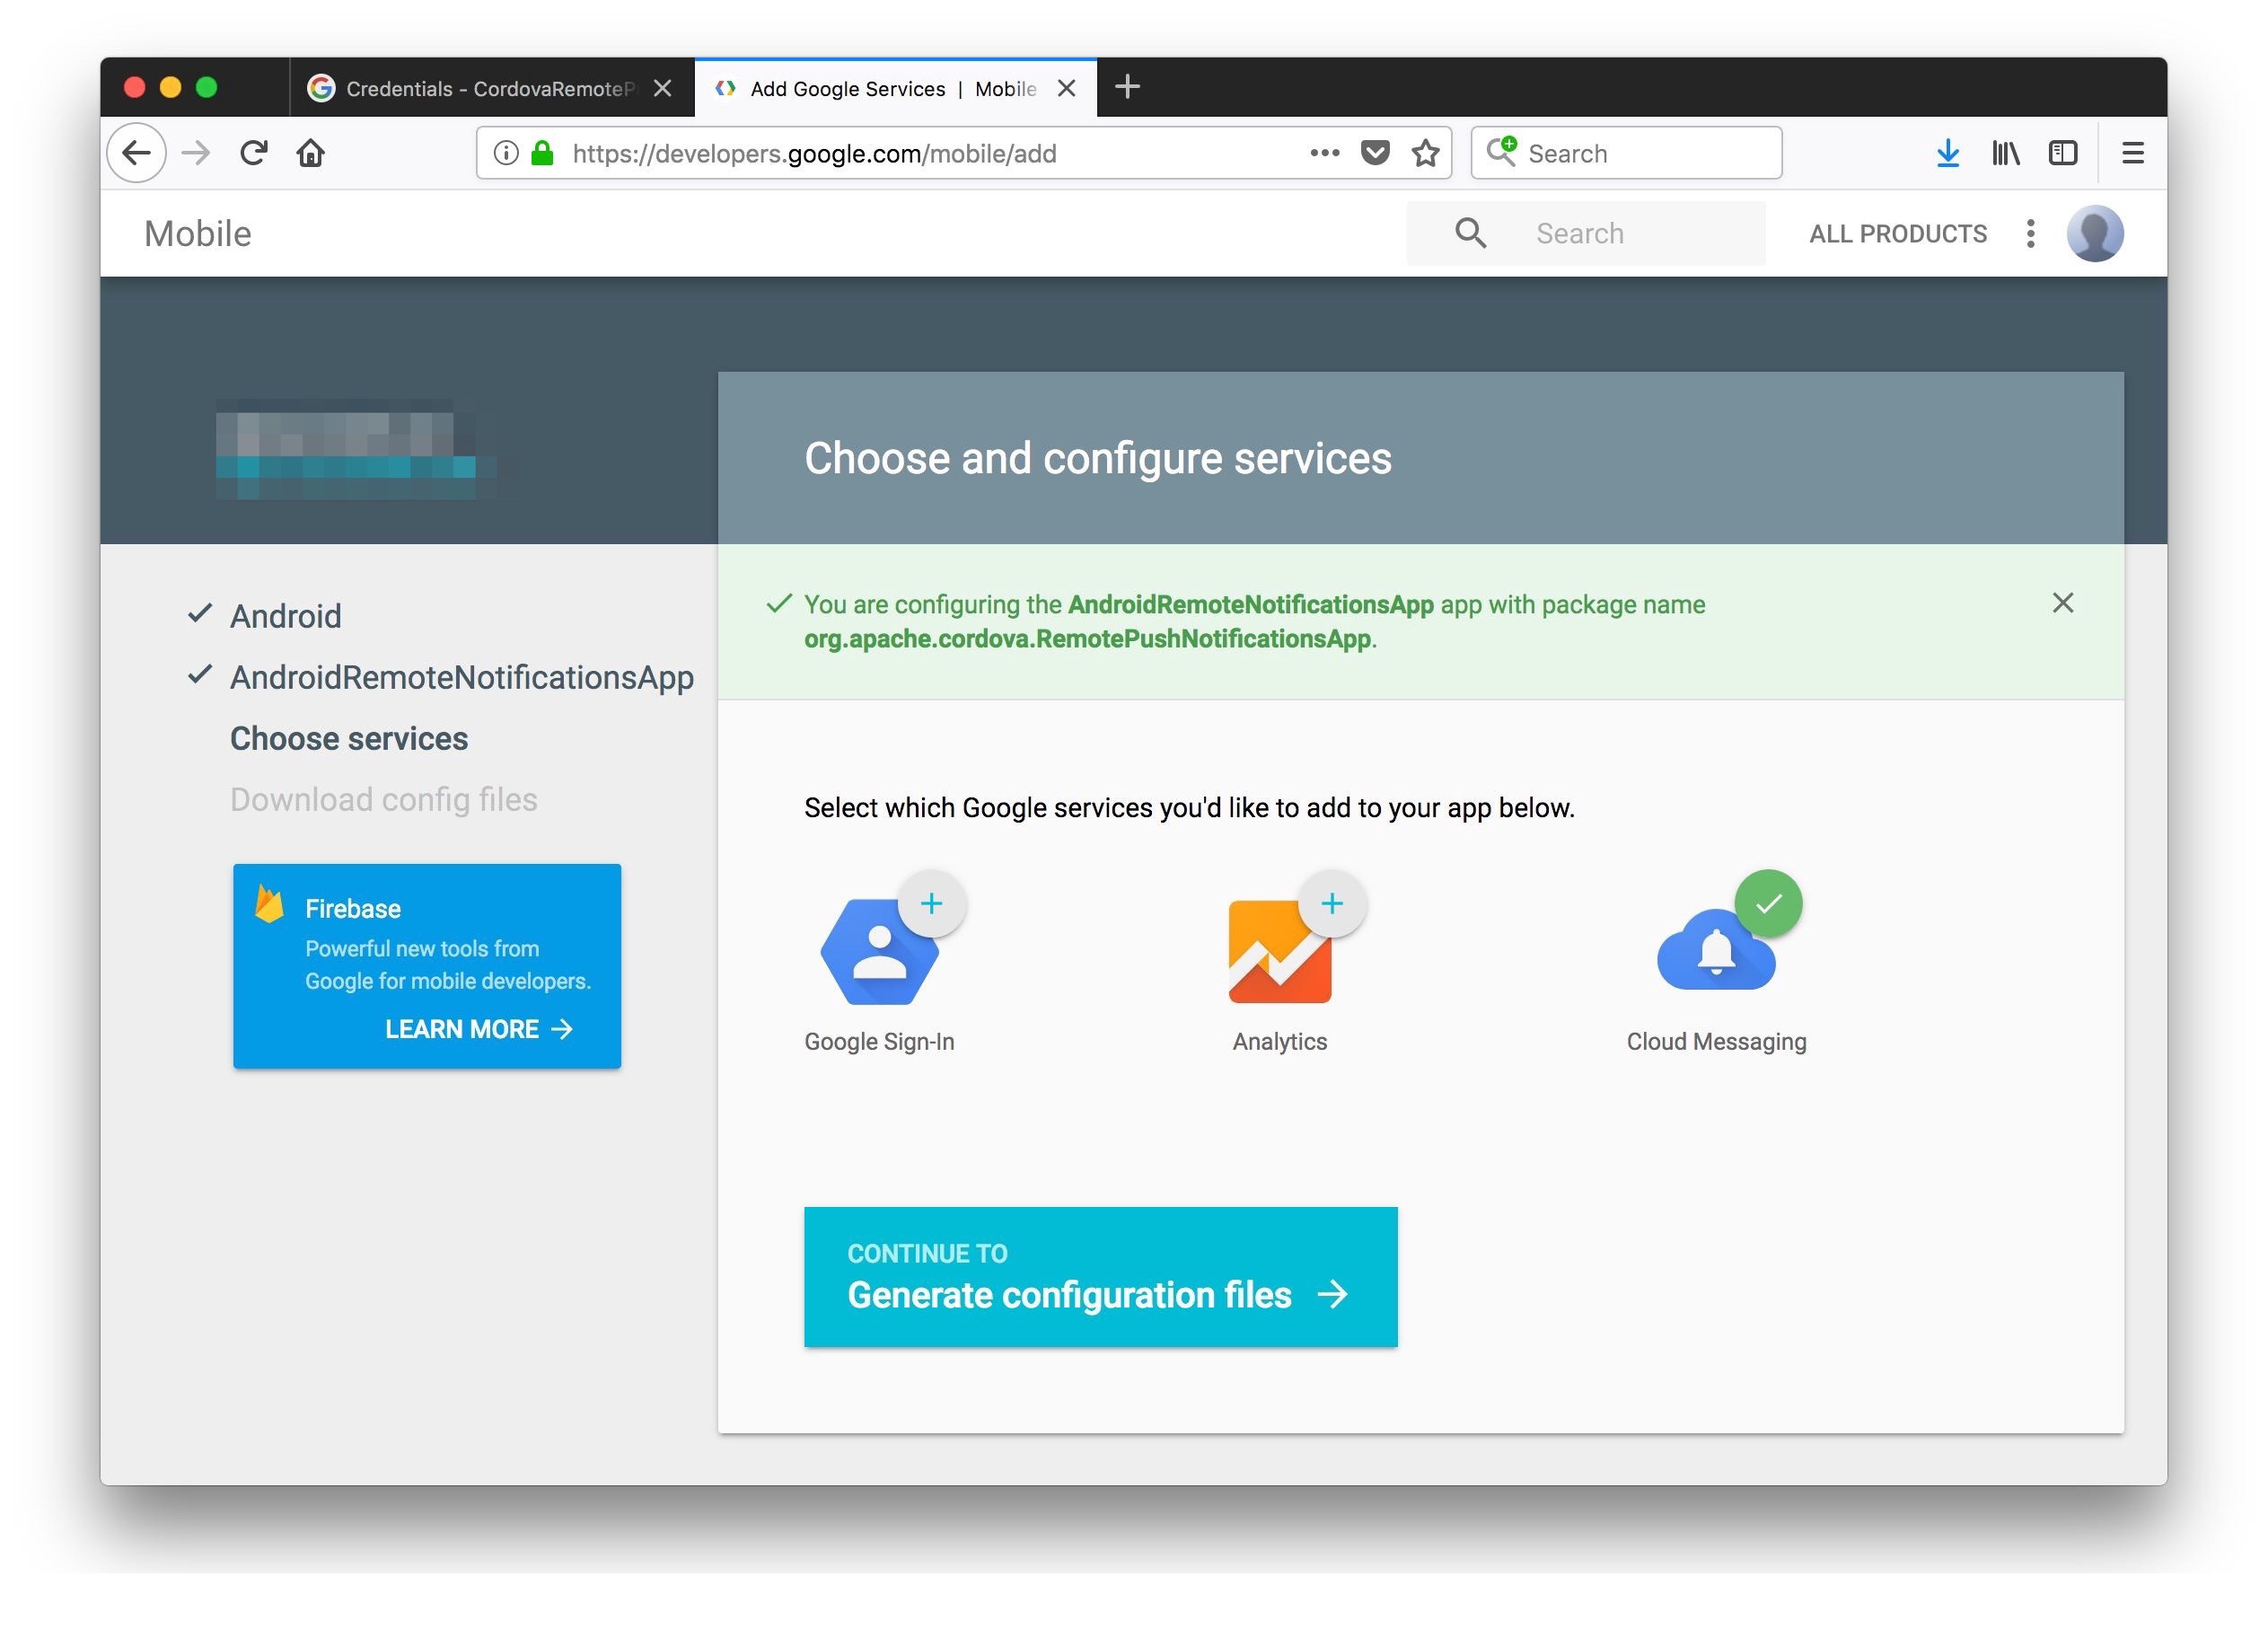 Credentials - CordovaRemoteP
Add Google Services | Mobile
https://developers.google.com/mobile/add
Search
Mobile
Search
ALL PRODUCTS
Choose and configure services
Android
AndroidRemoteNotificationsApp
Choose services
Download config files
Firebase
Powerful new tools from
Google for mobile developers.
LEARN MORE
You are configuring the AndroidRemoteNotificationsApp app with package name
org.apache.cordova.RemotePushNotificationsApp.
Select which Google services you'd like to add to your app below.
Google Sign-In
Analytics
Cloud Messaging
CONTINUE TO
Generate configuration files